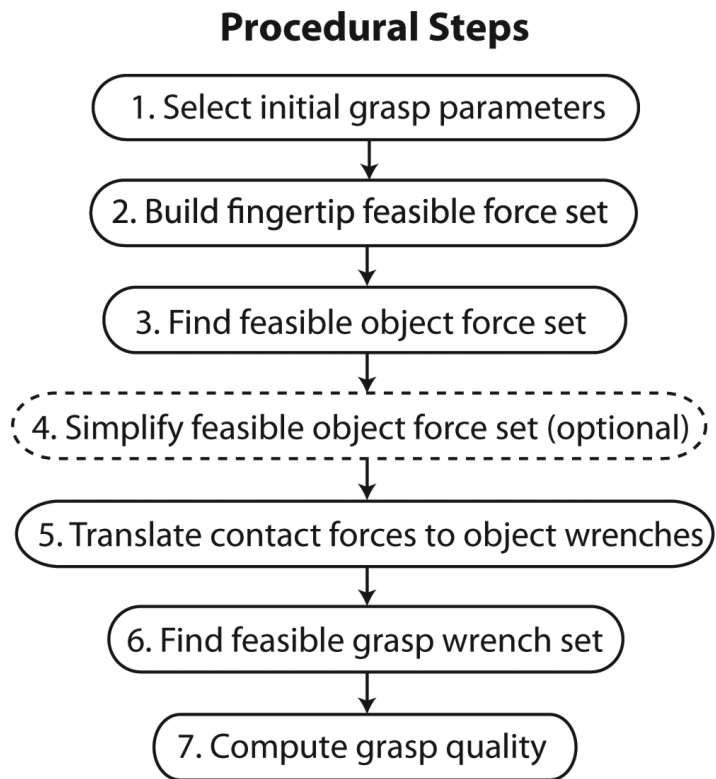 Procedural Steps
1. Select initial grasp parameters
2. Build fingertip feasible force set
3. Find feasible object force set
4. Simplify feasible object force set (optional)
5. Translate contact forces to object wrenches
6. Find feasible grasp wrench set
7. Compute grasp quality